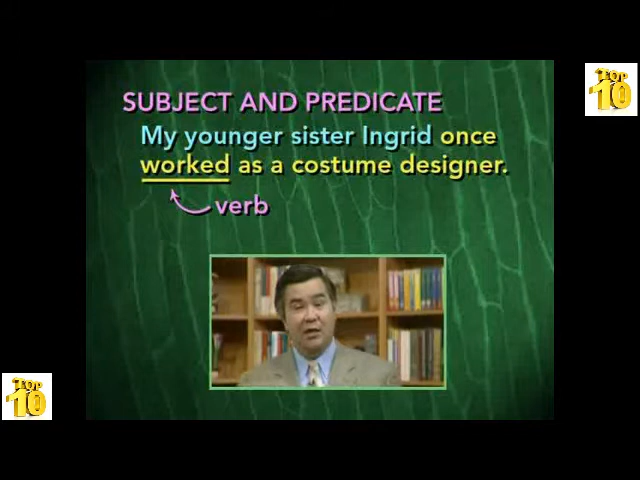 TOP
10
SUBJECT AND PREDICATE
My younger sister Ingrid once
worked as a costume designer.
verb
TOP
10